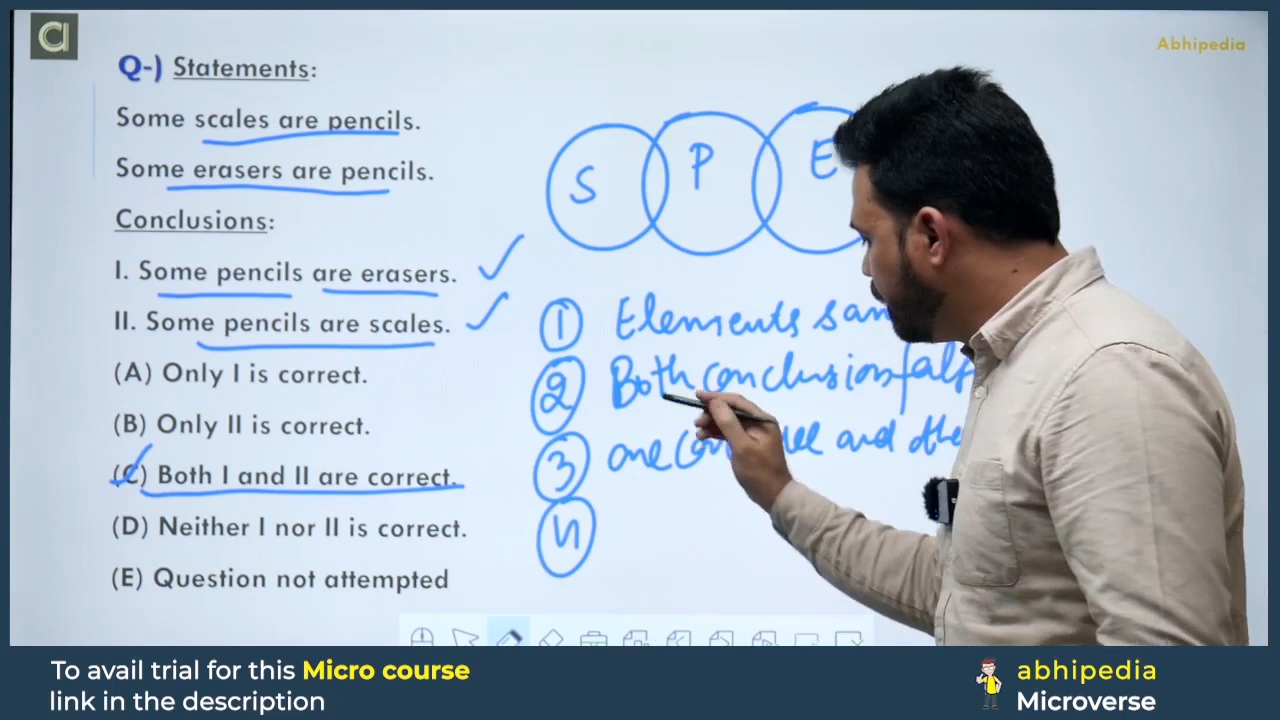 CI
Abhipedia
Q-) Statements:
Some scales are pencils.
Some erasers are pencils.
Conclusions:
I. Some pencils are erasers.
II. Some pencils are scales.
(A) Only I is correct.
(B) Only II is correct.
(C) Both I and II are correct.
(D) Neither I nor II is correct.
(E) Question not attempted
S P E
1 Elements
2 Both conclusion
3 one and
4
To avail trial for this Micro course
link in the description
abhipedia
Microverse